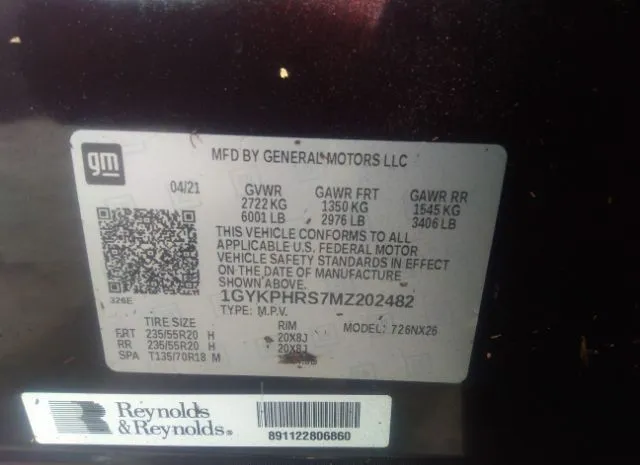 gm
MFD BY GENERAL MOTORS LLC
04/21 GVWR GAWR FRT GAWR RR
2722 KG 1350 KG 1545 KG
6001 LB 2976 LB 3406 LB
THIS VEHICLE CONFORMS TO ALL
APPLICABLE U.S. FEDERAL MOTOR
VEHICLE SAFETY STANDARDS IN EFFECT
ON THE DATE OF MANUFACTURE
SHOWN ABOVE.
326E
1GYKPHRS7MZ202482
TYPE: M.P.V. MODEL: 726NX26
TIRE SIZE RIM
FRT 235/55R20 H 20X8J
RR 235/55R20 H 20X8J
SPA T135/70R18 M
Reynolds
& Reynolds®
891122806860